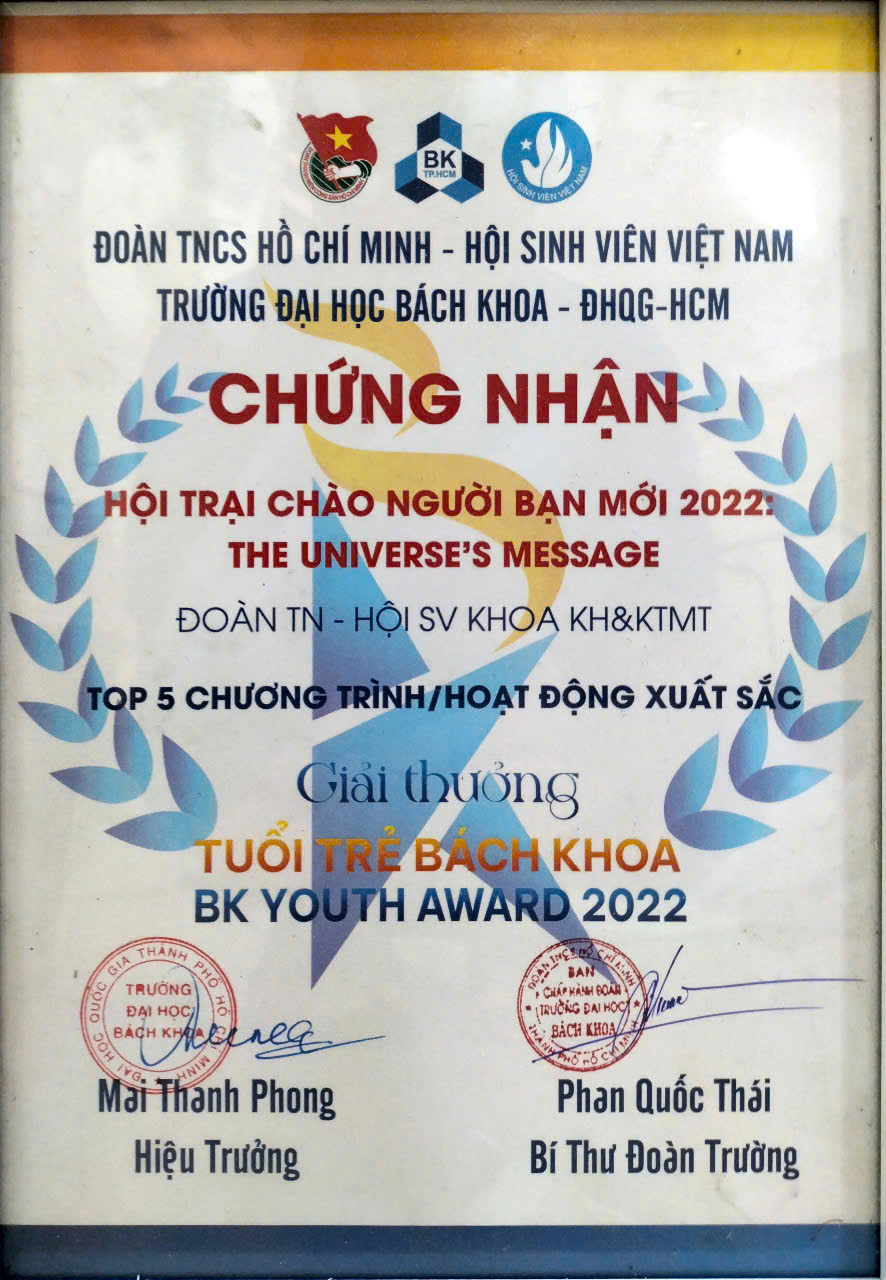 BK
TP.HCM
HỘI SINH VIÊN VIỆT NAM
ĐOÀN TNCS HỒ CHÍ MINH - HỘI SINH VIÊN VIỆT NAM
TRƯỜNG ĐẠI HỌC BÁCH KHOA - ĐHQG-HCM
CHỨNG NHẬN
HỘI TRẠI CHÀO NGƯỜI BẠN MỚI 2022:
THE UNIVERSE'S MESSAGE
ĐOÀN TN - HỘI SV KHOA KH&KTMT
TOP 5 CHƯƠNG TRÌNH/HOẠT ĐỘNG XUẤT SẮC
Giải thưởng
TUỔI TRẺ BÁCH KHOA
BK YOUTH AWARD 2022
ĐẠI HỌC QUỐC GIA THÀNH PHỐ HỒ CHÍ MINH
TRƯỜNG
ĐẠI HỌC
BÁCH KHOA
ĐOÀN TNCS HỒ CHÍ MINH
BAN
CHẤP HÀNH ĐOÀN
TRƯỜNG ĐẠI HỌC
BÁCH KHOA
THÀNH PHỐ HỒ CHÍ MINH
Mai Thanh Phong
Hiệu Trưởng
Phan Quốc Thái
Bí Thư Đoàn Trường